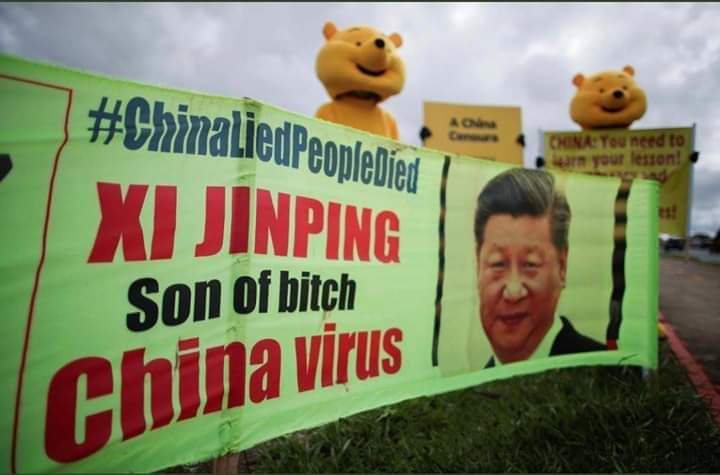 #ChinaLiedPeopleDied
XI JINPING
Son of bitch
China virus
A China
Censura
CHINA: You need to
learn your lesson!